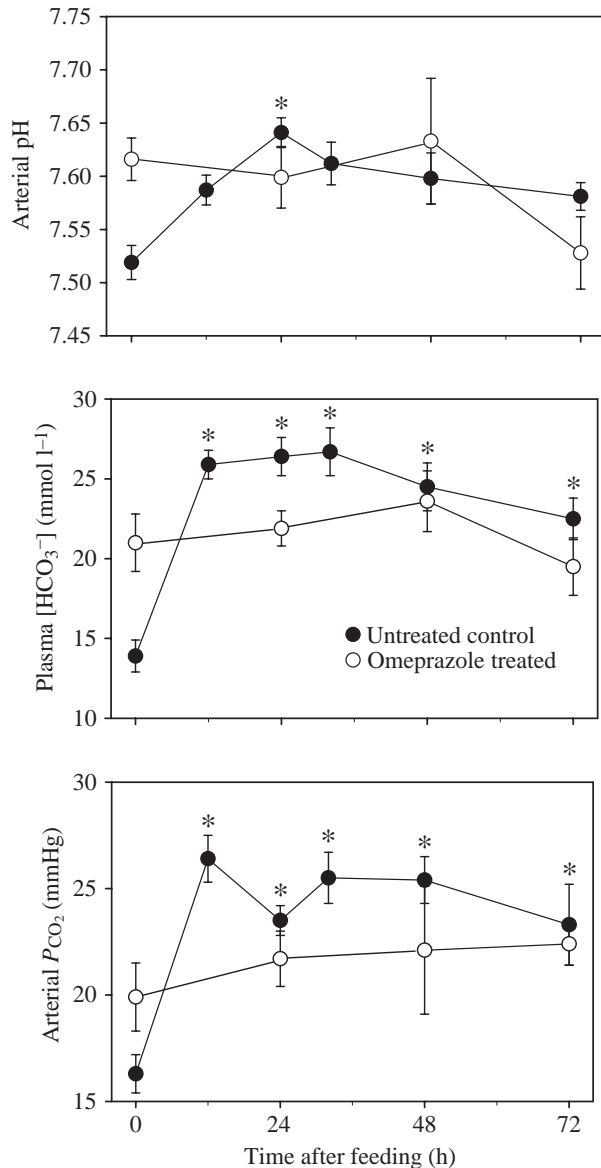 7.75
7.70
7.65
7.60
7.55
7.50
7.45
Arterial pH
*
30
25
20
15
10
Plasma [HCO₃⁻] (mmol l⁻¹)
* * * * *
Untreated control
Omeprazole treated
30
25
20
15
Arterial P_CO₂ (mmHg)
* * * * *
0 24 48 72
Time after feeding (h)